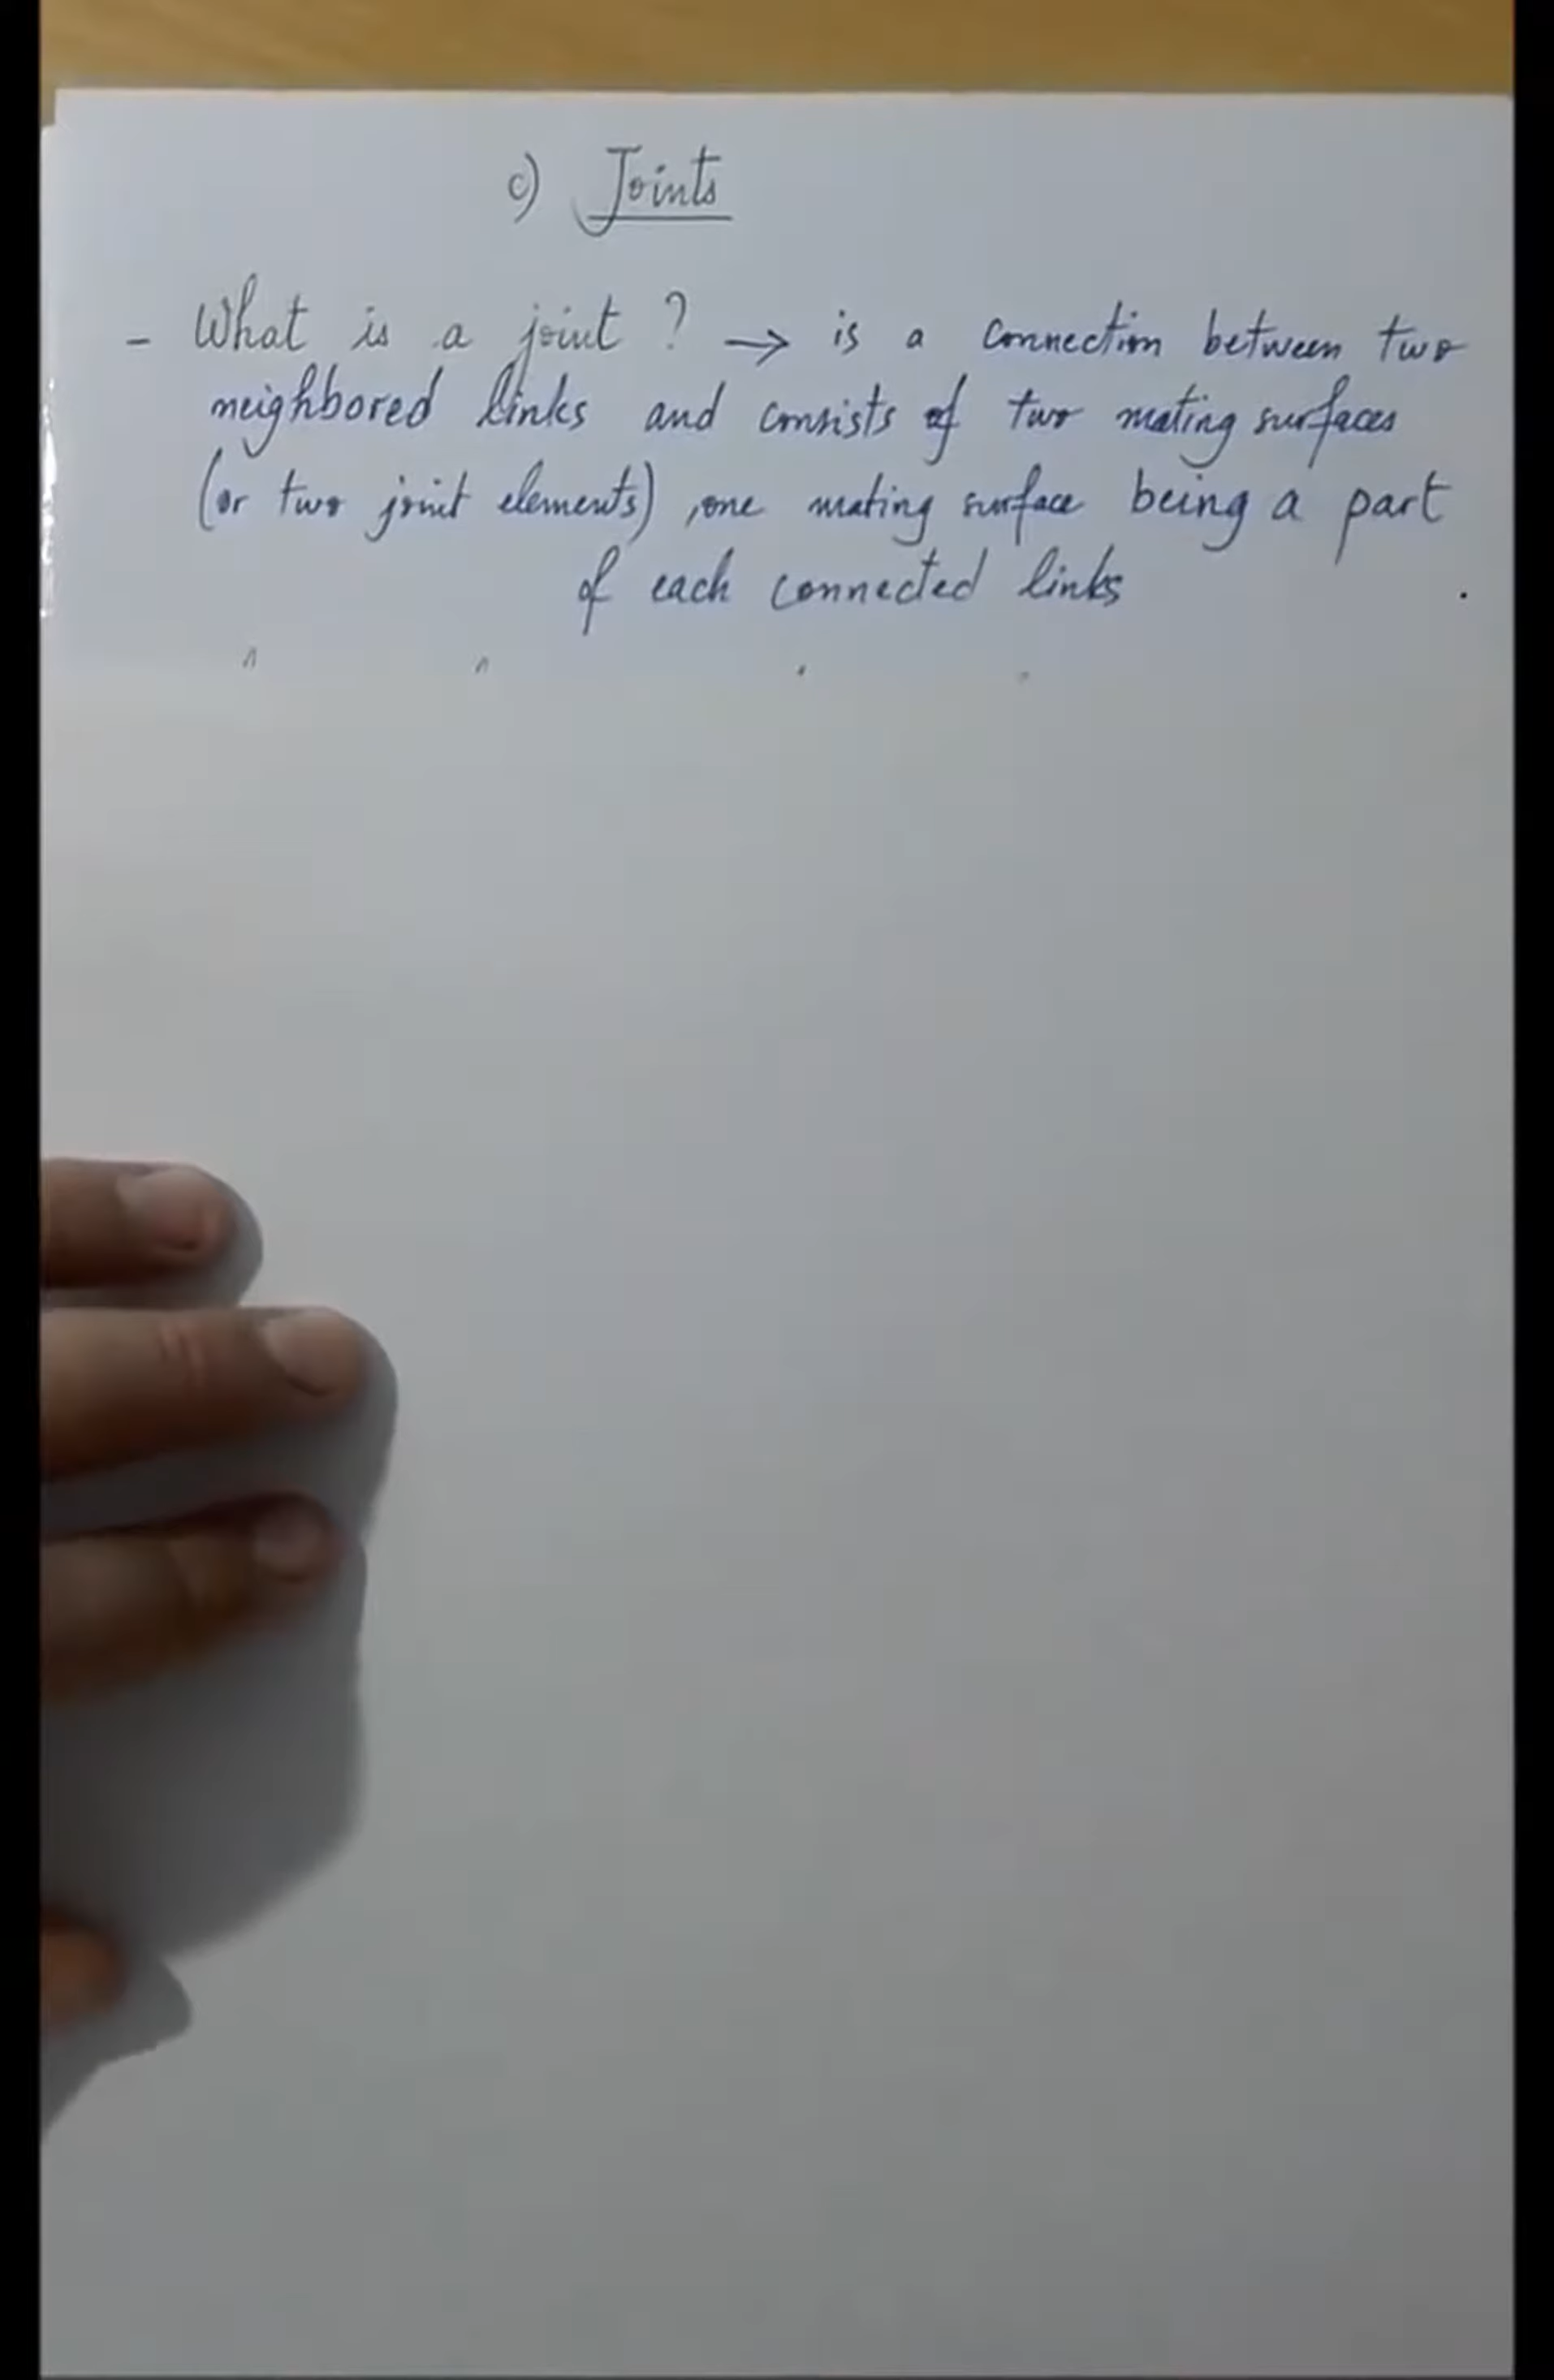 c) Joints
- What is a joint ? → is a connection between two
neighbored links and consists of two mating surfaces
(or two joint elements) , one mating surface being a part
of each connected links .